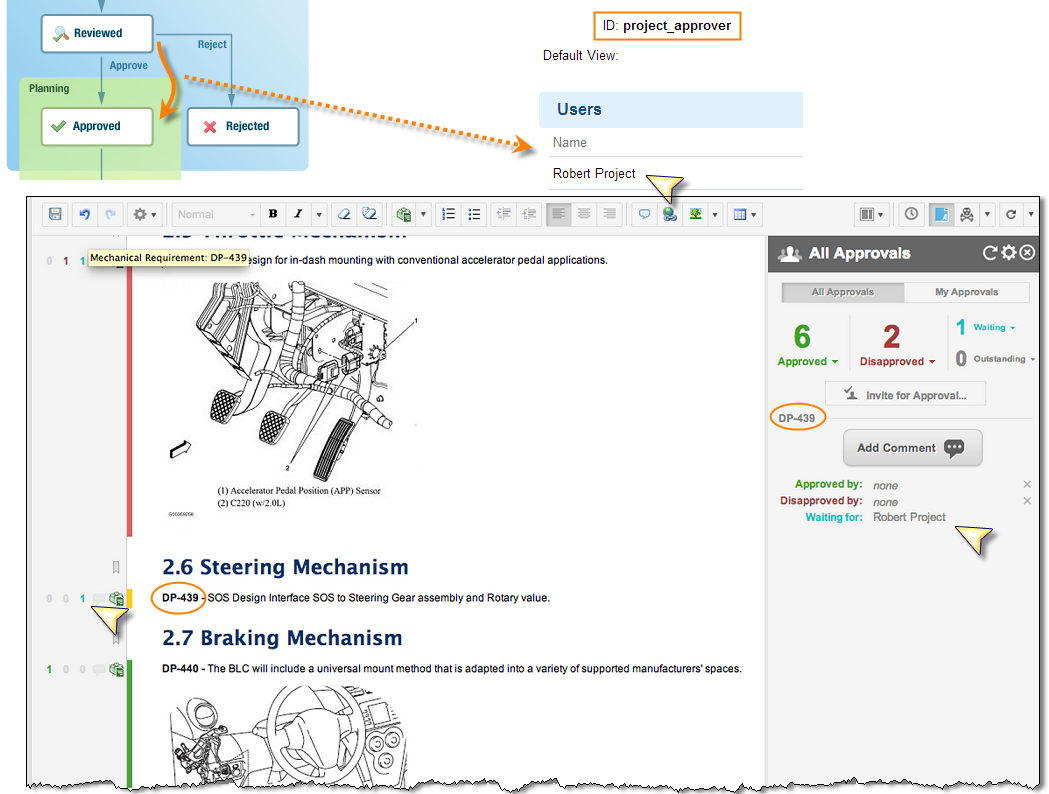 Reviewed
Reject
Approve
Planning
Approved
Rejected
ID: project_approver
Default View:
Users
Name
Robert Project
Normal
B
I
Mechanical Requirement: DP-439
0 1 1
esign for in-dash mounting with conventional accelerator pedal applications.
1
2
(1) Accelerator Pedal Position (APP) Sensor
(2) C220 (w/2.0L)
2.6 Steering Mechanism
0 0 1
DP-439 - SOS Design Interface SOS to Steering Gear assembly and Rotary value.
2.7 Braking Mechanism
1 0 0
DP-440 - The BLC will include a universal mount method that is adapted into a variety of supported manufacturers' spaces.
All Approvals
All Approvals
My Approvals
6
Approved
2
Disapproved
1 Waiting
0 Outstanding
Invite for Approval...
DP-439
Add Comment
Approved by: none
Disapproved by: none
Waiting for: Robert Project